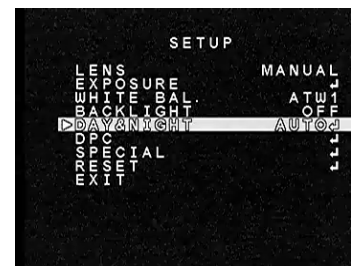 SETUP
LENS MANUAL
EXPOSURE ↵
WHITE BAL. ATW1
BACKLIGHT OFF
▷DAY&NIGHT AUTO↵
DPC ↵
SPECIAL ↵
RESET ↵
EXIT